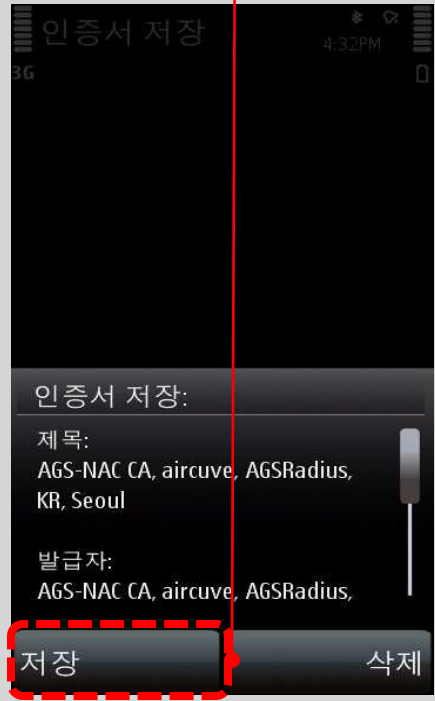 인증서 저장
4:32PM
3G
인증서 저장:
제목:
AGS-NAC CA, aircuve, AGSRadius,
KR, Seoul
발급자:
AGS-NAC CA, aircuve, AGSRadius,
저장 삭제